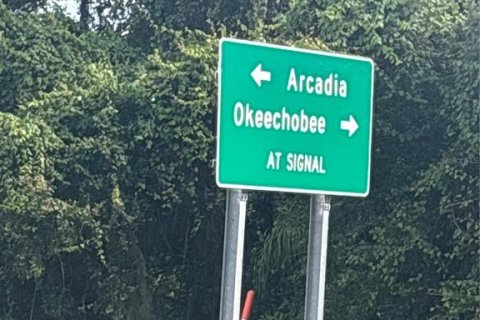 ← Arcadia
Okeechobee →
AT SIGNAL